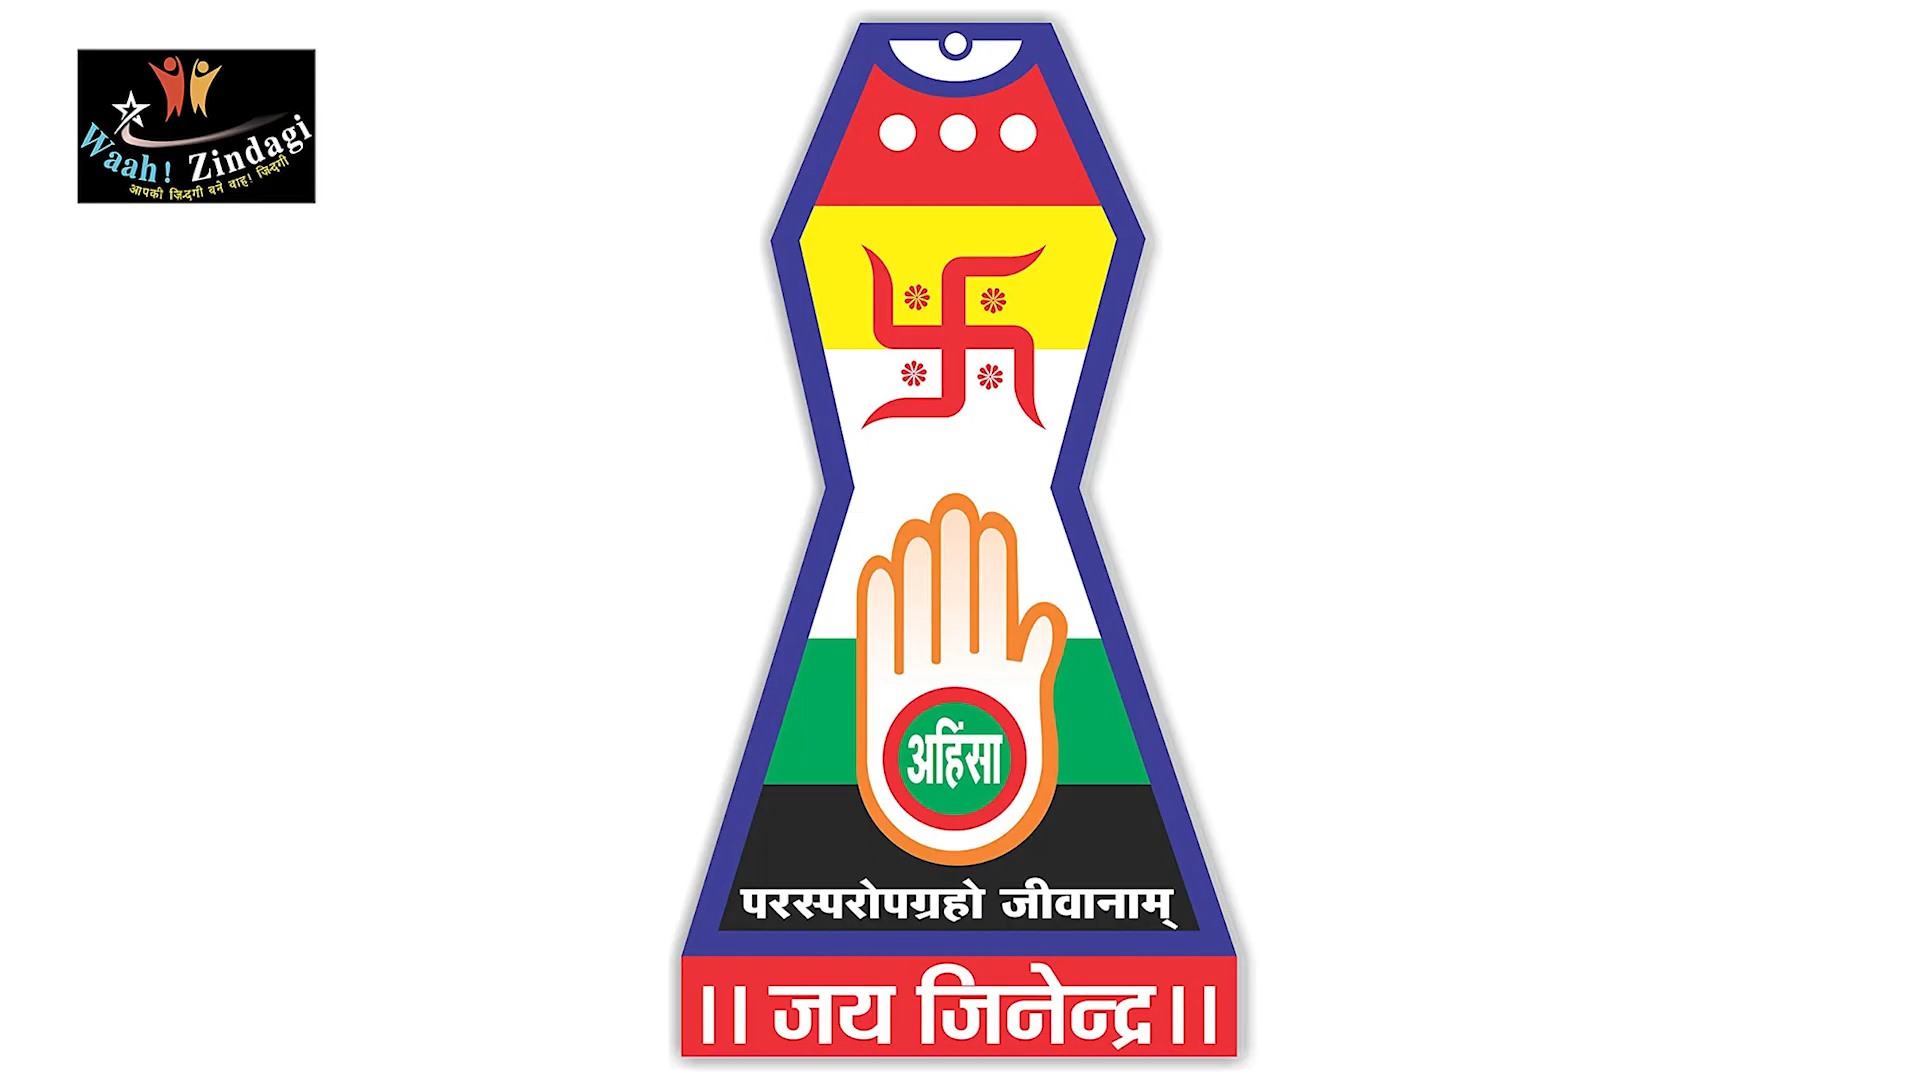 Waah! Zindagi
आपकी ज़िन्दगी बने वाह! ज़िन्दगी
अहिंसा
परस्परोपग्रहो जीवानाम्
।। जय जिनेन्द्र ।।